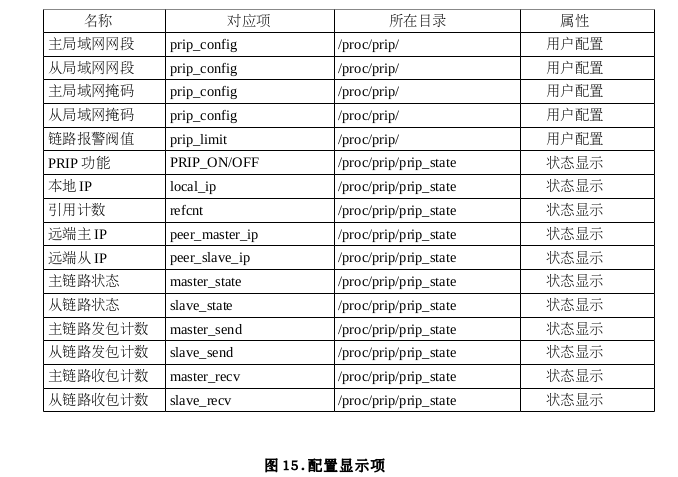 名称 对应项 所在目录 属性
主局域网网段 prip_config /proc/prip/ 用户配置
从局域网网段 prip_config /proc/prip/ 用户配置
主局域网掩码 prip_config /proc/prip/ 用户配置
从局域网掩码 prip_config /proc/prip/ 用户配置
链路报警阀值 prip_limit /proc/prip/ 用户配置
PRIP 功能 PRIP_ON/OFF /proc/prip/prip_state 状态显示
本地 IP local_ip /proc/prip/prip_state 状态显示
引用计数 refcnt /proc/prip/prip_state 状态显示
远端主 IP peer_master_ip /proc/prip/prip_state 状态显示
远端从 IP peer_slave_ip /proc/prip/prip_state 状态显示
主链路状态 master_state /proc/prip/prip_state 状态显示
从链路状态 slave_state /proc/prip/prip_state 状态显示
主链路发包计数 master_send /proc/prip/prip_state 状态显示
从链路发包计数 slave_send /proc/prip/prip_state 状态显示
主链路收包计数 master_recv /proc/prip/prip_state 状态显示
从链路收包计数 slave_recv /proc/prip/prip_state 状态显示
图 15.配置显示项